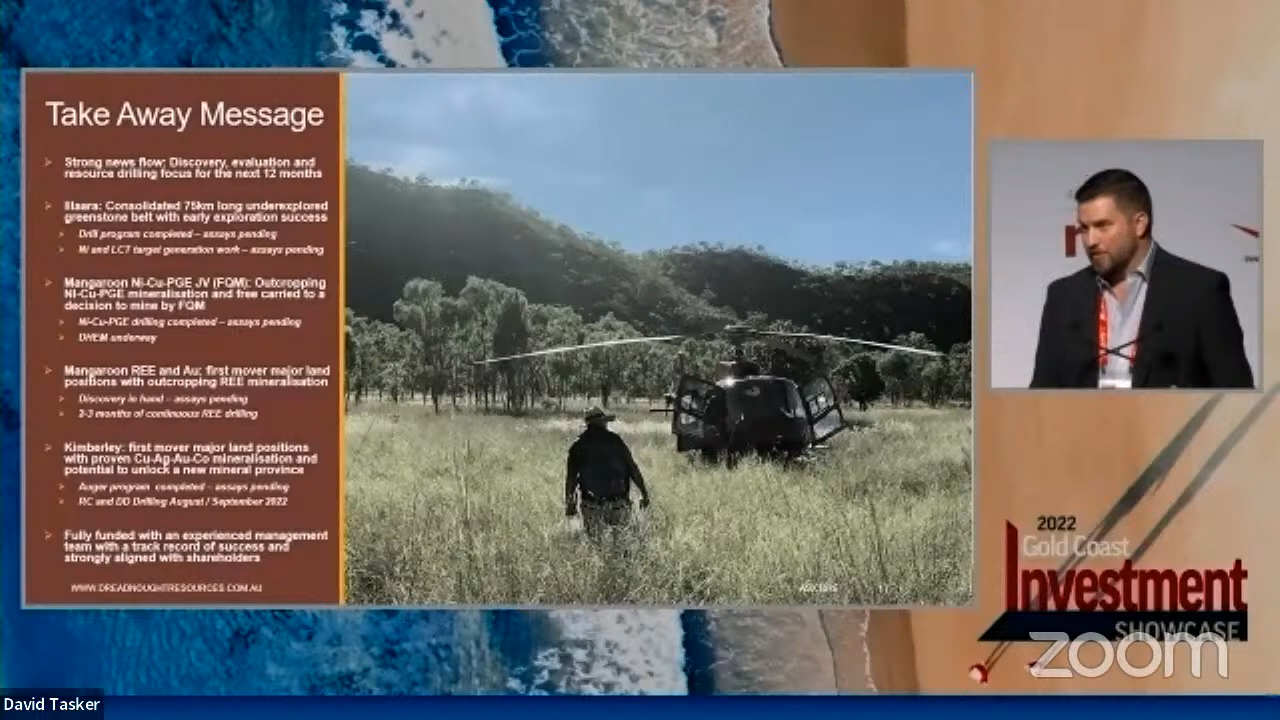 Take Away Message
Strong news flow: Discovery, evaluation and
resource drilling focus for the next 12 months
Illaara: Consolidated 75km long underexplored
greenstone belt with early exploration success
Drill program completed – assays pending
Ni and LCT target generation work – assays pending
Mangaroon Ni-Cu-PGE JV (FQM): Outcropping
Ni-Cu-PGE mineralisation and free carried to a
decision to mine by FQM
Ni-Cu-PGE drilling completed – assays pending
DHEM underway
Mangaroon REE and Au: first mover major land
positions with outcropping REE mineralisation
Discovery in hand – assays pending
2-3 months of continuous REE drilling
Kimberley: first mover major land positions
with proven Cu-Ag-Au-Co mineralisation and
potential to unlock a new mineral province
Auger program completed – assays pending
RC and DD Drilling August / September 2022
Fully funded with an experienced management
team with a track record of success and
strongly aligned with shareholders
WWW.DREADNOUGHTRESOURCES.COM.AU
2022
Gold Coast
Investment
SHOWCASE
zoom
David Tasker